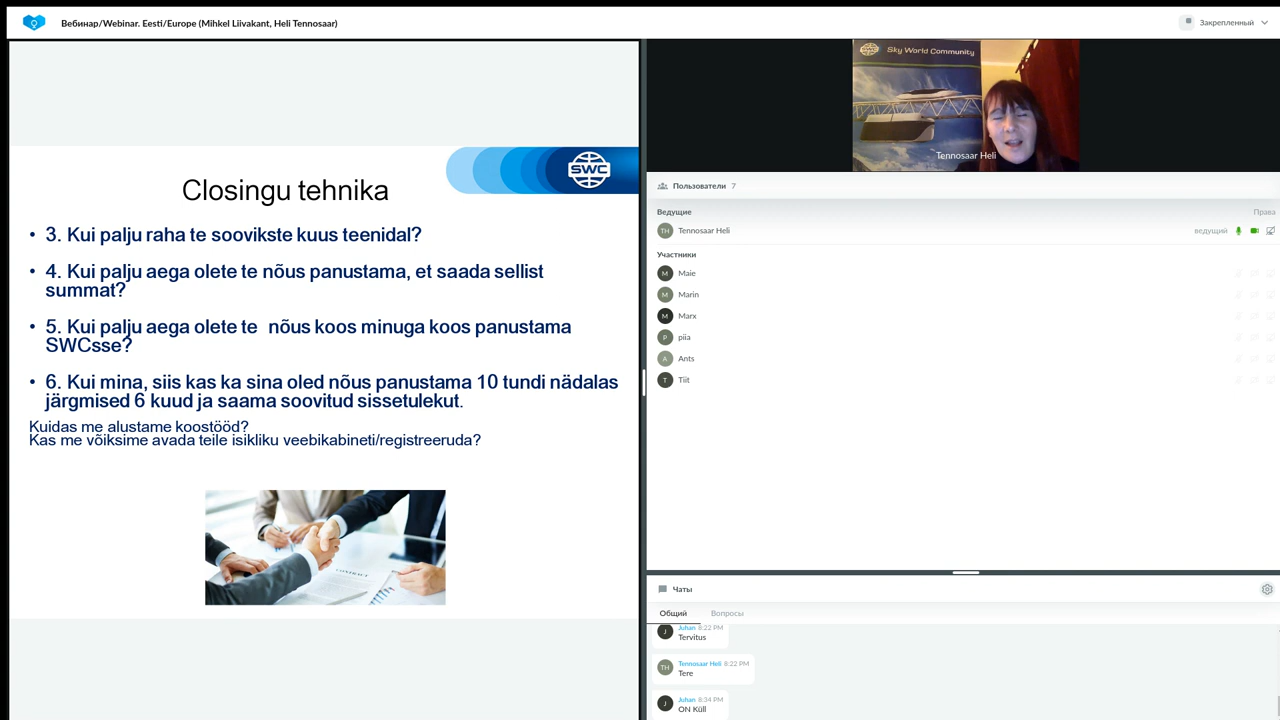 Вебинар/Webinar. Eesti/Europe (Mihkel Liivakant, Heli Tennosaar)
Закрепленный
SWC
Closingu tehnika
• 3. Kui palju raha te soovikste kuus teenidal?
• 4. Kui palju aega olete te nõus panustama, et saada sellist
summat?
• 5. Kui palju aega olete te nõus koos minuga koos panustama
SWCsse?
• 6. Kui mina, siis kas ka sina oled nõus panustama 10 tundi nädalas
järgmised 6 kuud ja saama soovitud sissetulekut.
Kuidas me alustame koostööd?
Kas me võiksime avada teile isikliku veebikabineti/registreeruda?
CONTRACT
Sky World Community
Tennosaar Heli
Пользователи 7
Ведущие
Права
TH Tennosaar Heli
ведущий
Участники
M Maie
M Marin
M Marx
P piia
A Ants
T Tiit
Чаты
Общий
Вопросы
J Juhan 8:22 PM
Tervitus
TH Tennosaar Heli 8:22 PM
Tere
J Juhan 8:34 PM
ON Küll